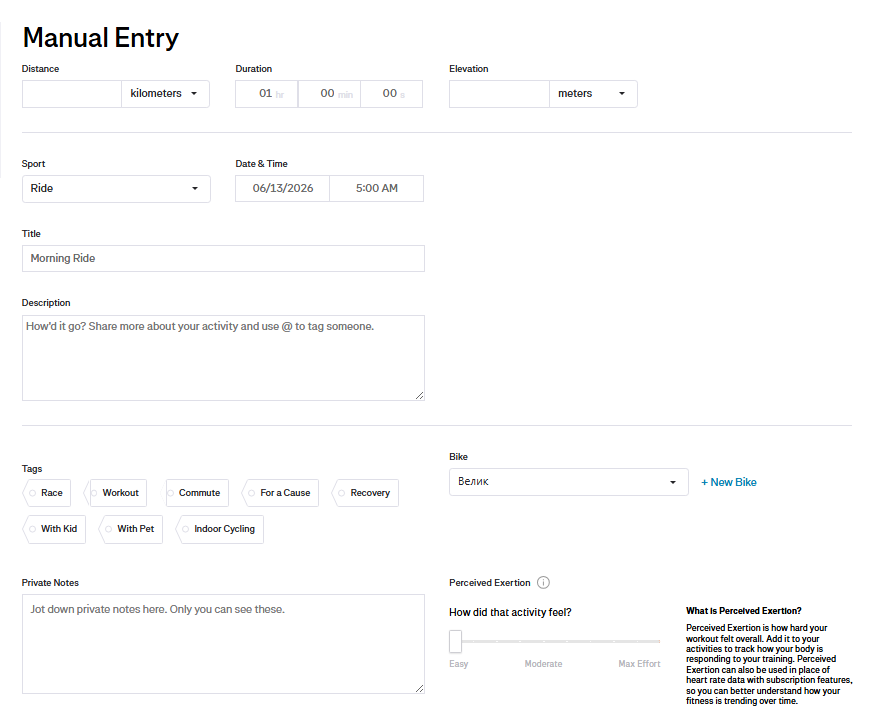 Manual Entry
Distance Duration Elevation
kilometers 01 hr 00 min 00 s meters
Sport Date & Time
Ride 06/13/2026 5:00 AM
Title
Morning Ride
Description
How'd it go? Share more about your activity and use @ to tag someone.
Tags
Race Workout Commute For a Cause Recovery
With Kid With Pet Indoor Cycling
Bike
Велик + New Bike
Private Notes
Jot down private notes here. Only you can see these.
Perceived Exertion i
How did that activity feel?
Easy Moderate Max Effort
What is Perceived Exertion?
Perceived Exertion is how hard your
workout felt overall. Add it to your
activities to track how your body is
responding to your training. Perceived
Exertion can also be used in place of
heart rate data with subscription features,
so you can better understand how your
fitness is trending over time.